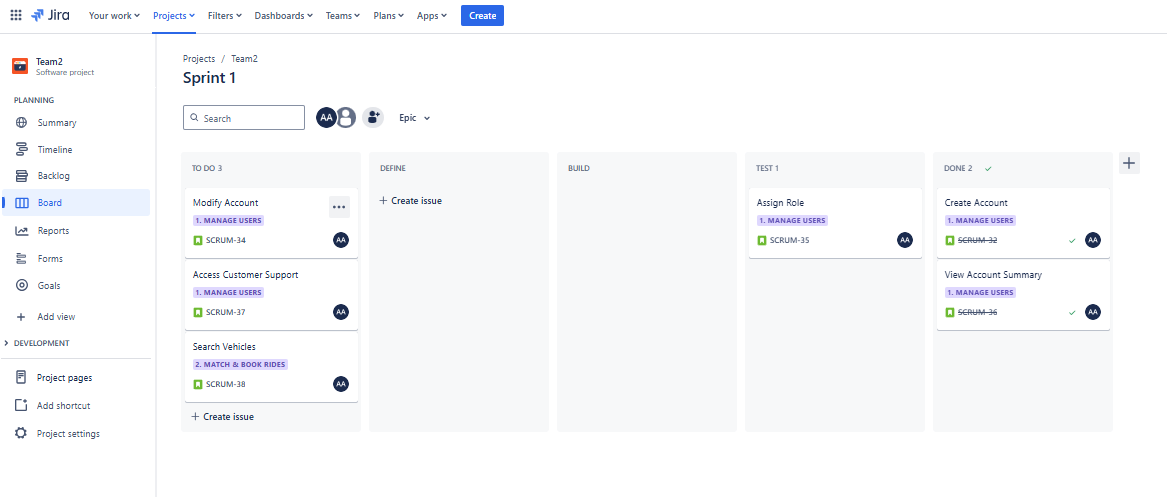 Jira Your work Projects Filters Dashboards Teams Plans Apps Create
Team2
Software project
PLANNING
Summary
Timeline
Backlog
Board
Reports
Forms
Goals
Add view
DEVELOPMENT
Project pages
Add shortcut
Project settings
Projects / Team2
Sprint 1
Search AA Epic
TO DO 3
Modify Account
1. MANAGE USERS
SCRUM-34 AA
Access Customer Support
1. MANAGE USERS
SCRUM-37 AA
Search Vehicles
2. MATCH & BOOK RIDES
SCRUM-38 AA
+ Create issue
DEFINE
+ Create issue
BUILD
TEST 1
Assign Role
1. MANAGE USERS
SCRUM-35 AA
DONE 2
Create Account
1. MANAGE USERS
SCRUM-32 AA
View Account Summary
1. MANAGE USERS
SCRUM-36 AA